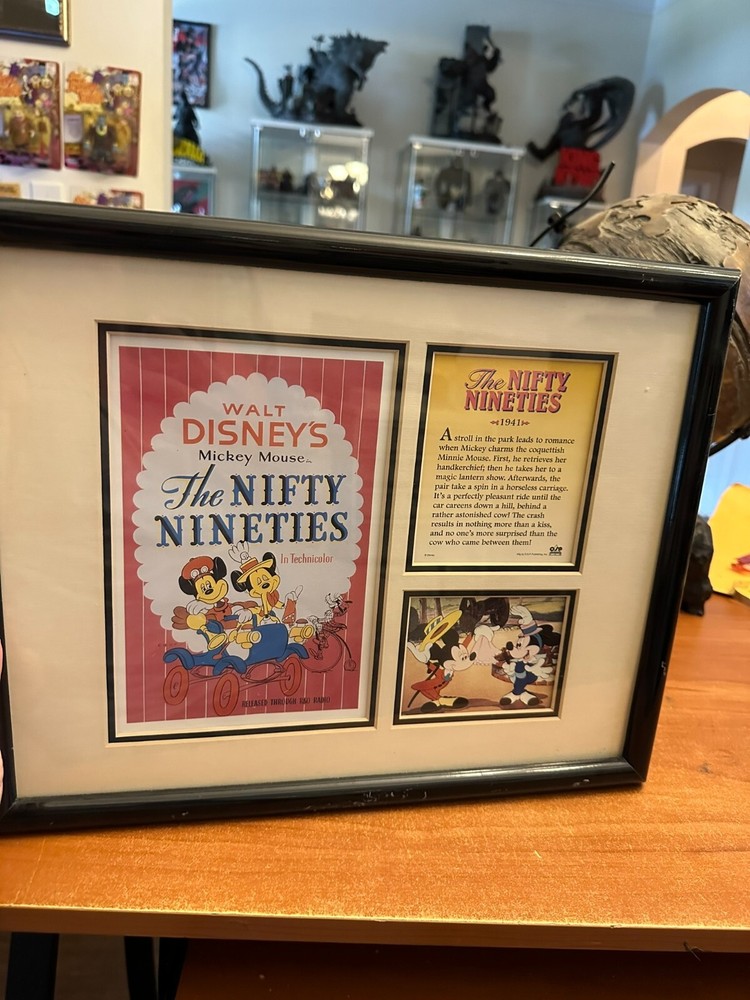 WALT
DISNEY'S
Mickey Mouse
The NIFTY
NINETIES
In Technicolor
RELEASED THROUGH RKO RADIO
The NIFTY
NINETIES
1941
A stroll in the park leads to romance
when Mickey charms the coquettish
Minnie Mouse. First, he retrieves her
handkerchief; then he takes her to a
magic lantern show. Afterwards, the
pair take a spin in a horseless carriage.
It's a perfectly pleasant ride until the
car careens down a hill, behind a
rather astonished cow! The crash
results in nothing more than a kiss,
and no one's more surprised than the
cow who came between them!
OSP